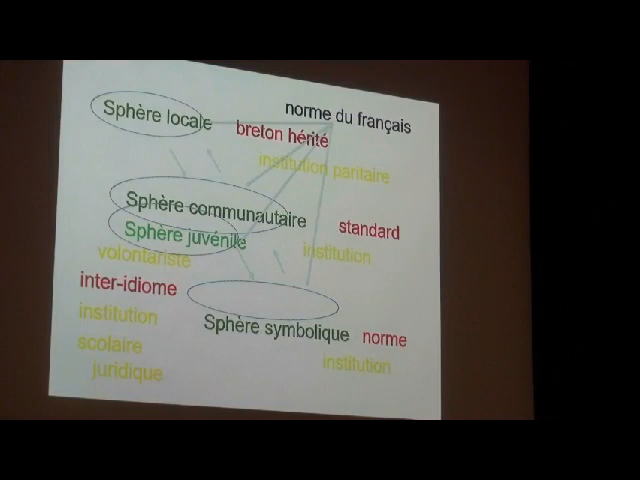 norme du français
Sphère locale
breton hérité
institution paritaire
Sphère communautaire
standard
Sphère juvénile
volontariste
institution
inter-idiome
institution
Sphère symbolique
norme
scolaire
institution
juridique